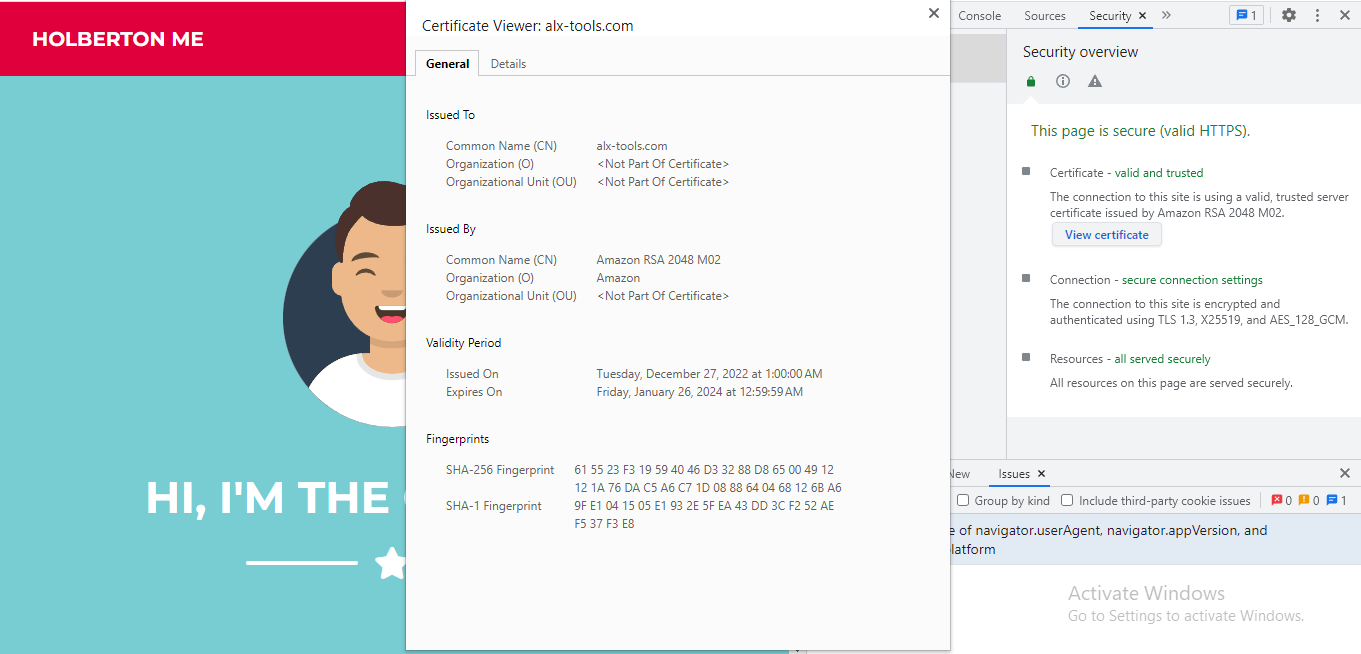 HOLBERTON ME
HI, I'M THE
Certificate Viewer: alx-tools.com
General Details
Issued To
Common Name (CN) alx-tools.com
Organization (O) <Not Part Of Certificate>
Organizational Unit (OU) <Not Part Of Certificate>
Issued By
Common Name (CN) Amazon RSA 2048 M02
Organization (O) Amazon
Organizational Unit (OU) <Not Part Of Certificate>
Validity Period
Issued On Tuesday, December 27, 2022 at 1:00:00 AM
Expires On Friday, January 26, 2024 at 12:59:59 AM
Fingerprints
SHA-256 Fingerprint 61 55 23 F3 19 59 40 46 D3 32 88 D8 65 00 49 12
12 1A 76 DA C5 A6 C7 1D 08 88 64 04 68 12 6B A6
SHA-1 Fingerprint 9F E1 04 15 05 E1 93 2E 5F EA 43 DD 3C F2 52 AE
F5 37 F3 E8
Console Sources Security 1
Security overview
This page is secure (valid HTTPS).
Certificate - valid and trusted
The connection to this site is using a valid, trusted server
certificate issued by Amazon RSA 2048 M02.
View certificate
Connection - secure connection settings
The connection to this site is encrypted and
authenticated using TLS 1.3, X25519, and AES_128_GCM.
Resources - all served securely
All resources on this page are served securely.
New Issues
Group by kind Include third-party cookie issues 0 0 1
e of navigator.userAgent, navigator.appVersion, and
latform
Activate Windows
Go to Settings to activate Windows.